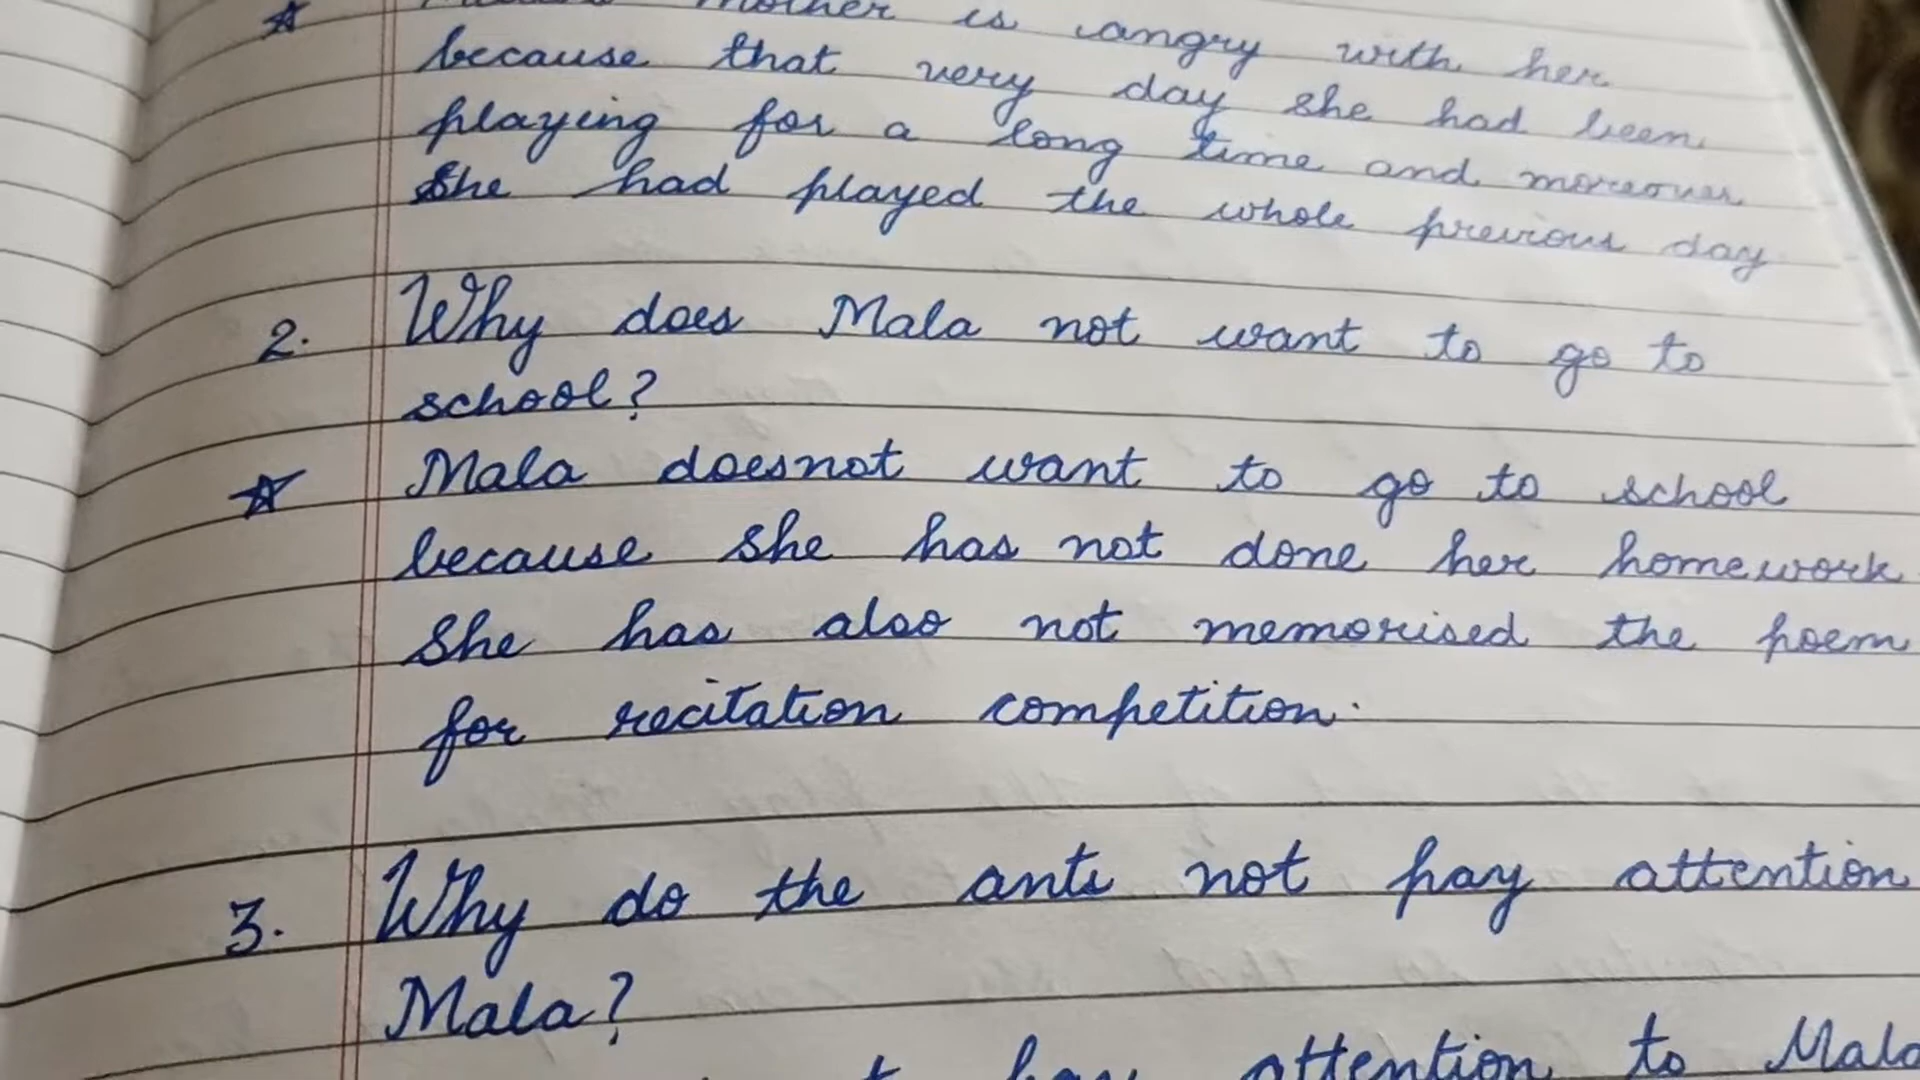 ☆ mother is angry with her
because that very day she had been
playing for a long time and moreover
she had played the whole previous day
2. Why does Mala not want to go to
school?
☆ Mala doesnot want to go to school
because she has not done her homework
She has also not memorised the poem
for recitation competition.
3. Why do the ants not pay attention
Mala?
pay attention to Mala